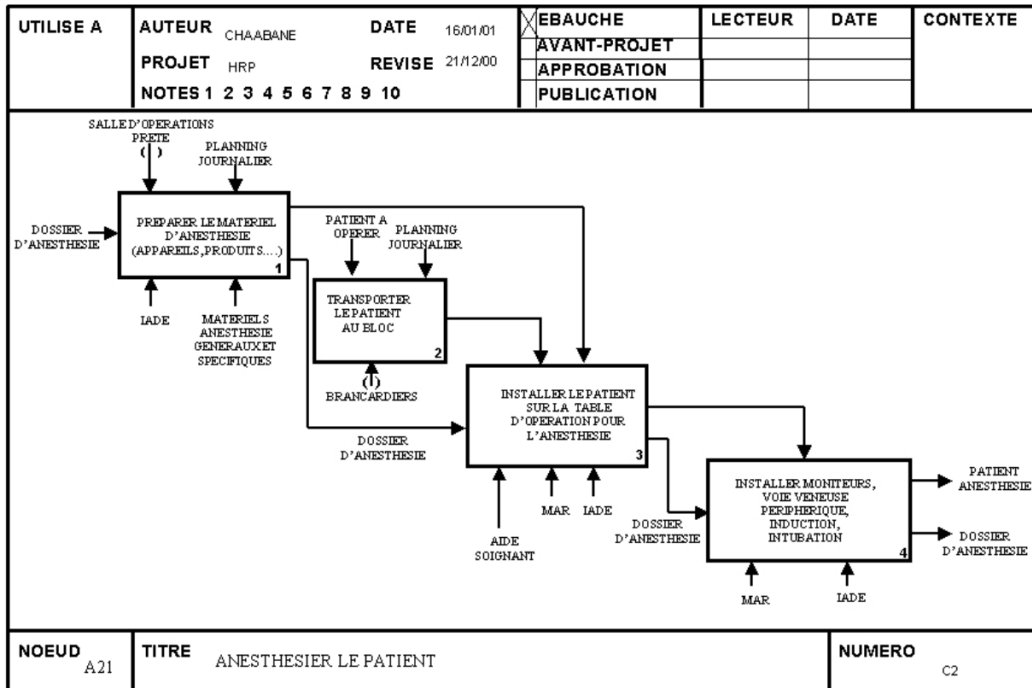 UTILISE A
AUTEUR CHAABANE DATE 16/01/01
PROJET HRP REVISE 21/12/00
NOTES 1 2 3 4 5 6 7 8 9 10
EBAUCHE
AVANT-PROJET
APPROBATION
PUBLICATION
LECTEUR
DATE
CONTEXTE
SALLE D'OPERATIONS
PRETE
( )
PLANNING
JOURNALIER
DOSSIER
D'ANESTHESIE
PREPARER LE MATERIEL
D'ANESTHESIE
(APPAREILS, PRODUITS....)
1
IADE
MATERIELS
ANESTHESIE
GENERAUX ET
SPECIFIQUES
PATIENT A
OPERER
PLANNING
JOURNALIER
TRANSPORTER
LE PATIENT
AU BLOC
2
( )
BRANCARDIERS
DOSSIER
D'ANESTHESIE
INSTALLER LE PATIENT
SUR LA TABLE
D'OPERATION POUR
L'ANESTHESIE
3
AIDE
SOIGNANT
MAR
IADE
DOSSIER
D'ANESTHESIE
INSTALLER MONITEURS,
VOIE VENEUSE
PERIPHERIQUE,
INDUCTION,
INTUBATION
4
MAR
IADE
PATIENT
ANESTHESIE
DOSSIER
D'ANESTHESIE
NOEUD
A21
TITRE ANESTHESIER LE PATIENT
NUMERO
C2